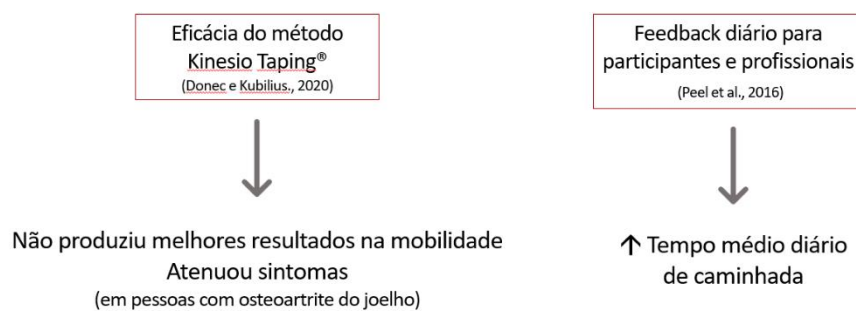 Eficácia do método
Kinesio Taping®
(Donec e Kubilius., 2020)
Não produziu melhores resultados na mobilidade
Atenuou sintomas
(em pessoas com osteoartrite do joelho)
Feedback diário para
participantes e profissionais
(Peel et al., 2016)
↑ Tempo médio diário
de caminhada